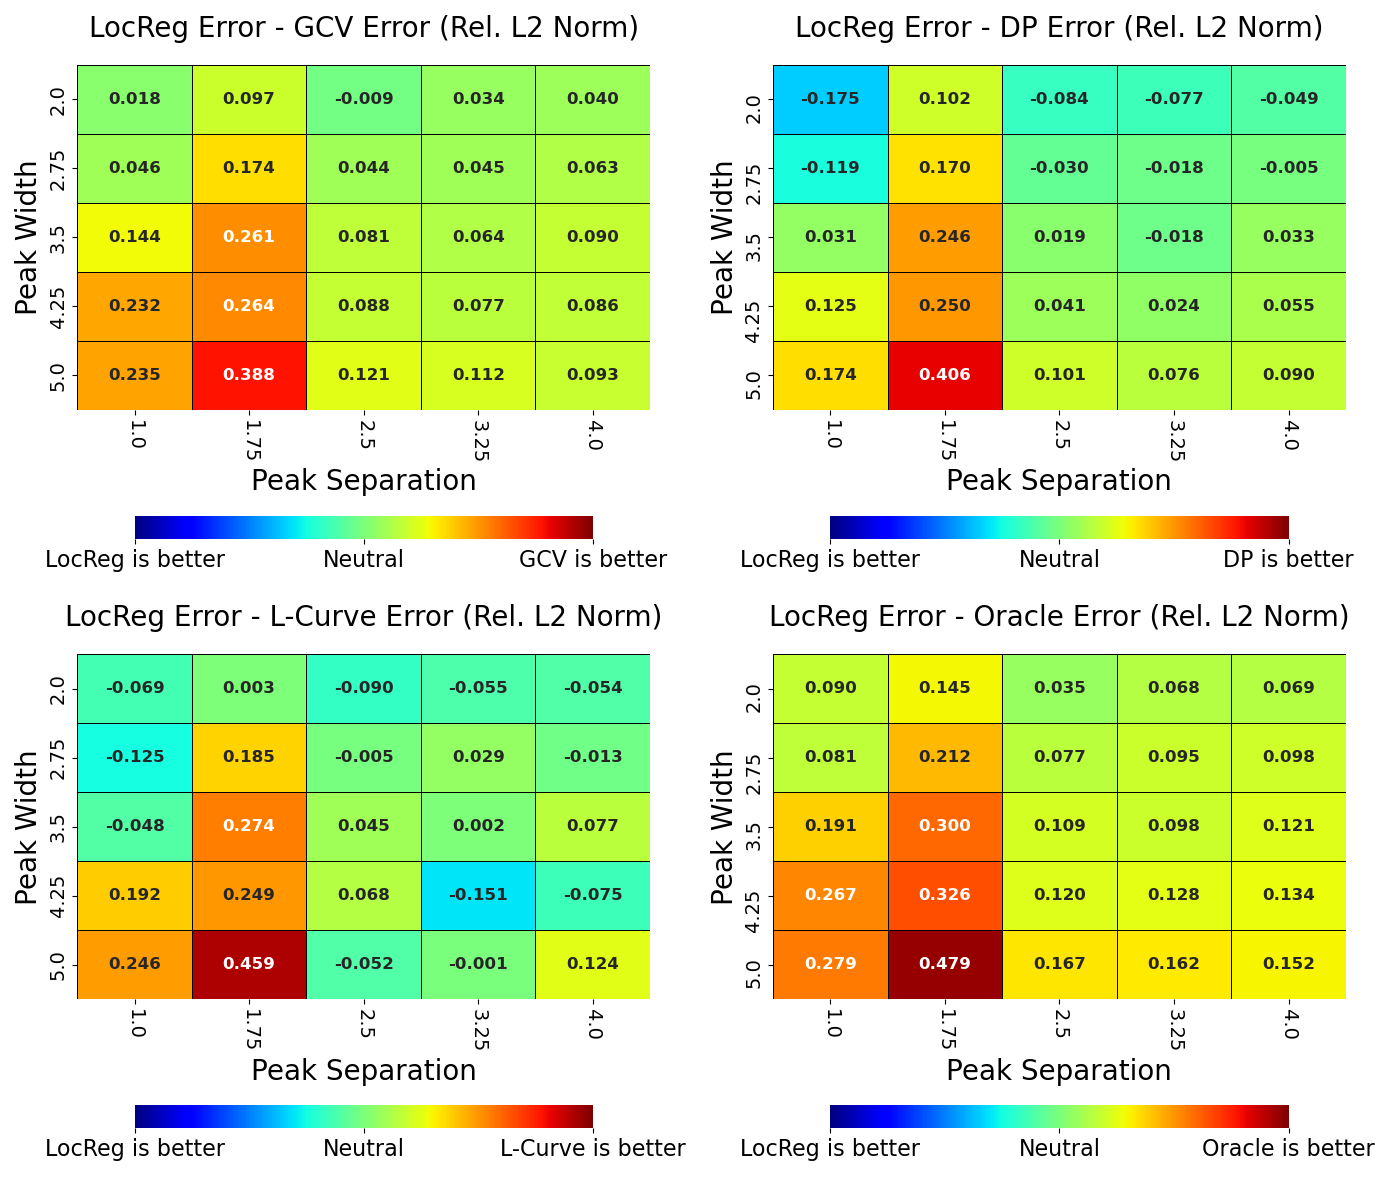 LocReg Error - GCV Error (Rel. L2 Norm)
Peak Width
2.0 0.018 0.097 -0.009 0.034 0.040
2.75 0.046 0.174 0.044 0.045 0.063
3.5 0.144 0.261 0.081 0.064 0.090
4.25 0.232 0.264 0.088 0.077 0.086
5.0 0.235 0.388 0.121 0.112 0.093
1.0 1.75 2.5 3.25 4.0
Peak Separation
LocReg is better Neutral GCV is better
LocReg Error - DP Error (Rel. L2 Norm)
Peak Width
2.0 -0.175 0.102 -0.084 -0.077 -0.049
2.75 -0.119 0.170 -0.030 -0.018 -0.005
3.5 0.031 0.246 0.019 -0.018 0.033
4.25 0.125 0.250 0.041 0.024 0.055
5.0 0.174 0.406 0.101 0.076 0.090
1.0 1.75 2.5 3.25 4.0
Peak Separation
LocReg is better Neutral DP is better
LocReg Error - L-Curve Error (Rel. L2 Norm)
Peak Width
2.0 -0.069 0.003 -0.090 -0.055 -0.054
2.75 -0.125 0.185 -0.005 0.029 -0.013
3.5 -0.048 0.274 0.045 0.002 0.077
4.25 0.192 0.249 0.068 -0.151 -0.075
5.0 0.246 0.459 -0.052 -0.001 0.124
1.0 1.75 2.5 3.25 4.0
Peak Separation
LocReg is better Neutral L-Curve is better
LocReg Error - Oracle Error (Rel. L2 Norm)
Peak Width
2.0 0.090 0.145 0.035 0.068 0.069
2.75 0.081 0.212 0.077 0.095 0.098
3.5 0.191 0.300 0.109 0.098 0.121
4.25 0.267 0.326 0.120 0.128 0.134
5.0 0.279 0.479 0.167 0.162 0.152
1.0 1.75 2.5 3.25 4.0
Peak Separation
LocReg is better Neutral Oracle is better